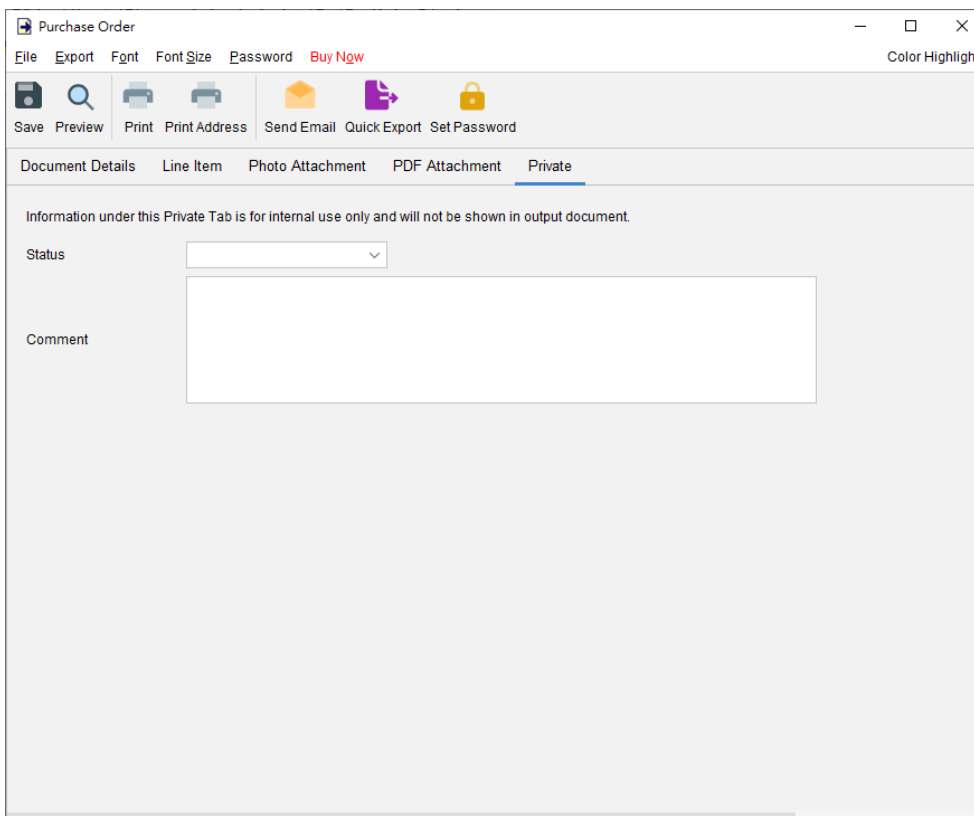 Purchase Order
File Export Font Font Size Password Buy Now Color Highligh
Save Preview Print Print Address Send Email Quick Export Set Password
Document Details Line Item Photo Attachment PDF Attachment Private
Information under this Private Tab is for internal use only and will not be shown in output document.
Status
Comment